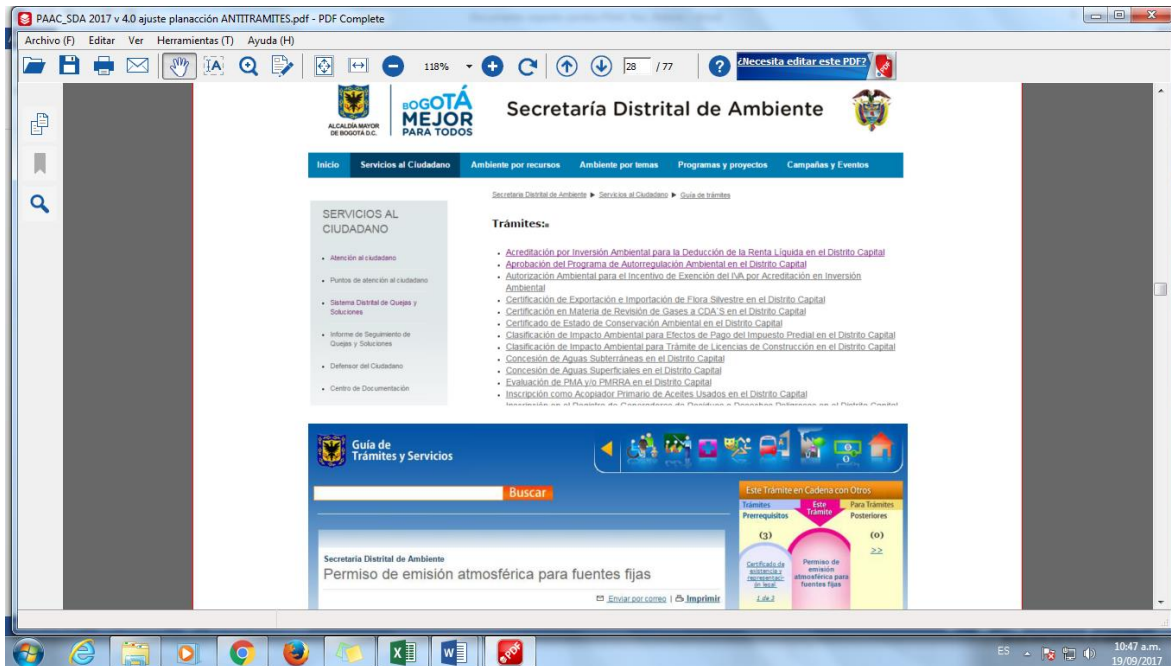 PAAC_SDA 2017 v 4.0 ajuste planacción ANTITRAMITES.pdf - PDF Complete
Archivo (F) Editar Ver Herramientas (T) Ayuda (H)
118% 28 / 77 ¿Necesita editar este PDF?
ALCALDÍA MAYOR
DE BOGOTÁ D.C.
BOGOTÁ
MEJOR
PARA TODOS
Secretaría Distrital de Ambiente
Inicio Servicios al Ciudadano Ambiente por recursos Ambiente por temas Programas y proyectos Campañas y Eventos
Secretaría Distrital de Ambiente ▶ Servicios al Ciudadano ▶ Guía de trámites
SERVICIOS AL
CIUDADANO
• Atención al ciudadano
• Puntos de atención al ciudadano
• Sistema Distrital de Quejas y
Soluciones
• Informe de Seguimiento de
Quejas y Soluciones
• Defensor del Ciudadano
• Centro de Documentación
Trámites:
• Acreditación por Inversión Ambiental para la Deducción de la Renta Líquida en el Distrito Capital
• Aprobación del Programa de Autorregulación Ambiental en el Distrito Capital
• Autorización Ambiental para el Incentivo de Exención del IVA por Acreditación en Inversión
Ambiental
• Certificación de Exportación e Importación de Flora Silvestre en el Distrito Capital
• Certificación en Materia de Revisión de Gases a CDA´S en el Distrito Capital
• Certificado de Estado de Conservación Ambiental en el Distrito Capital
• Clasificación de Impacto Ambiental para Efectos de Pago del Impuesto Predial en el Distrito Capital
• Clasificación de Impacto Ambiental para Trámite de Licencias de Construcción en el Distrito Capital
• Concesión de Aguas Subterráneas en el Distrito Capital
• Concesión de Aguas Superficiales en el Distrito Capital
• Evaluación de PMA y/o PMRRA en el Distrito Capital
• Inscripción como Acopiador Primario de Aceites Usados en el Distrito Capital
Guía de
Trámites y Servicios
Buscar
Secretaría Distrital de Ambiente
Permiso de emisión atmosférica para fuentes fijas
Enviar por correo | Imprimir
Este Trámite en Cadena con Otros
Trámites
Prerrequisitos
Este
Trámite
Para Trámites
Posteriores
(3)
(0)
>>
Certificado de
existencia y
representaci-
ón legal
1 de 3
Permiso de
emisión
atmosférica para
fuentes fijas
ES
10:47 a.m.
19/09/2017